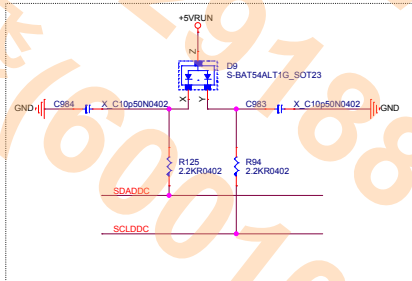 +5VRUN
Z
D9
S-BAT54ALT1G_SOT23
X
Y
GND
C984
X_C10p50N0402
C983
X_C10p50N0402
GND
R125
2.2KR0402
R94
2.2KR0402
SDADDC
SCLDDC